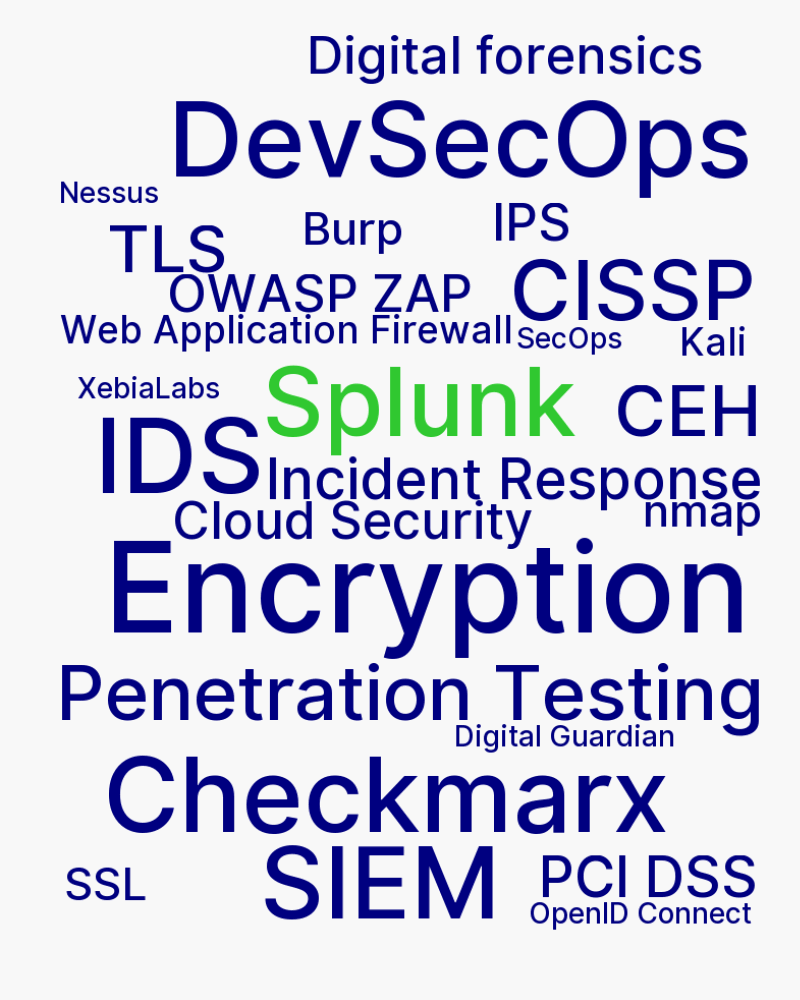 Digital forensics
DevSecOps
Nessus
Burp
IPS
TLS
CISSP
OWASP ZAP
Web Application Firewall
SecOps
Kali
XebiaLabs
Splunk
CEH
IDS
Incident Response
nmap
Cloud Security
Encryption
Penetration Testing
Digital Guardian
Checkmarx
SSL
SIEM
PCI DSS
OpenID Connect